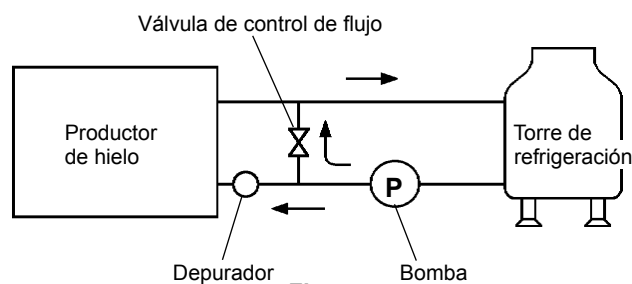 Válvula de control de flujo
Productor
de hielo
Torre de
refrigeración
P
Depurador
Bomba